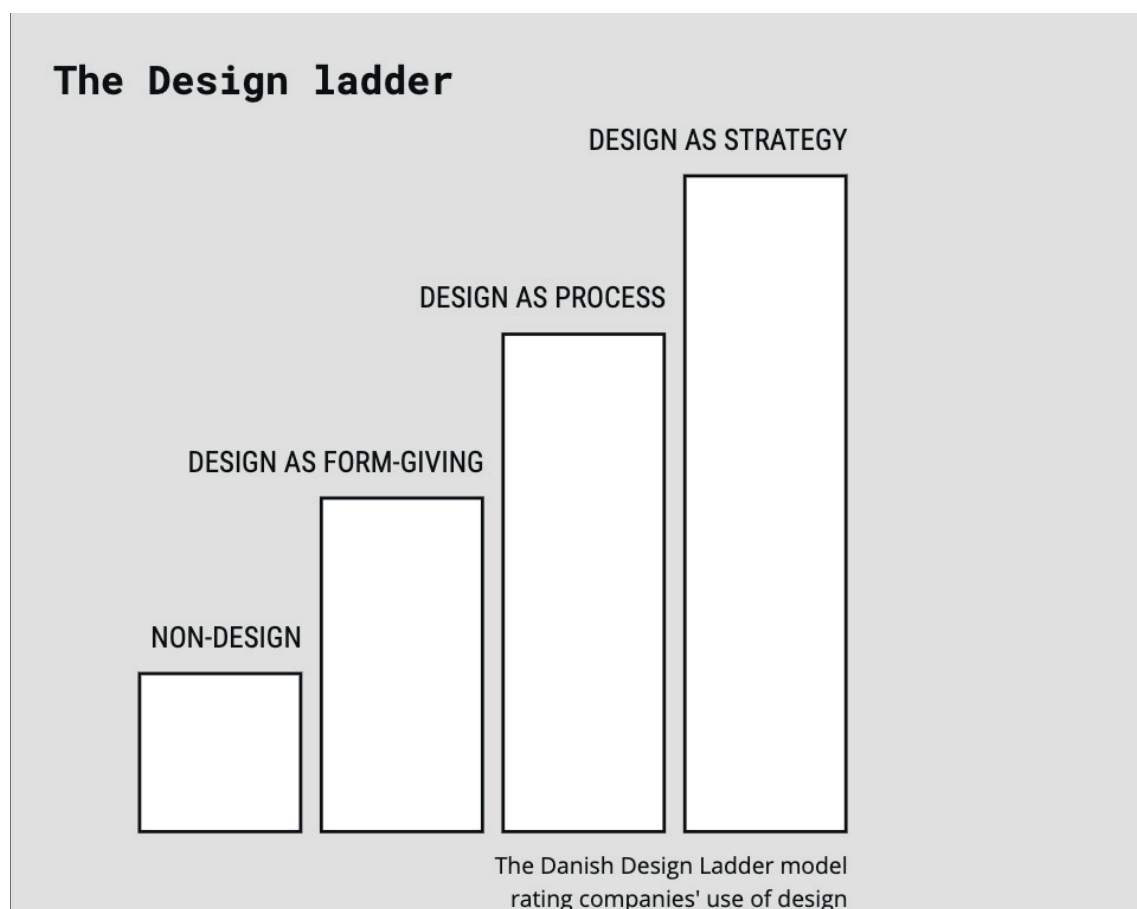 The Design ladder
DESIGN AS STRATEGY
DESIGN AS PROCESS
DESIGN AS FORM-GIVING
NON-DESIGN
The Danish Design Ladder model
rating companies' use of design